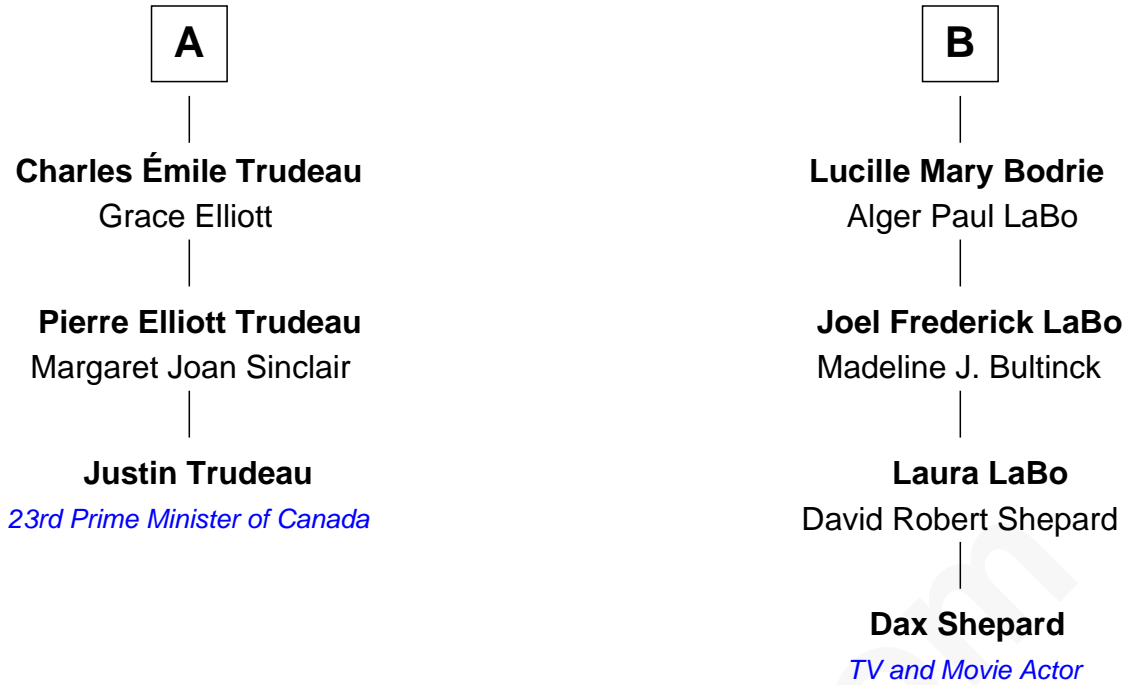 A
Charles Émile Trudeau
Grace Elliott
Pierre Elliott Trudeau
Margaret Joan Sinclair
Justin Trudeau
23rd Prime Minister of Canada
B
Lucille Mary Bodrie
Alger Paul LaBo
Joel Frederick LaBo
Madeline J. Bultinck
Laura LaBo
David Robert Shepard
Dax Shepard
TV and Movie Actor